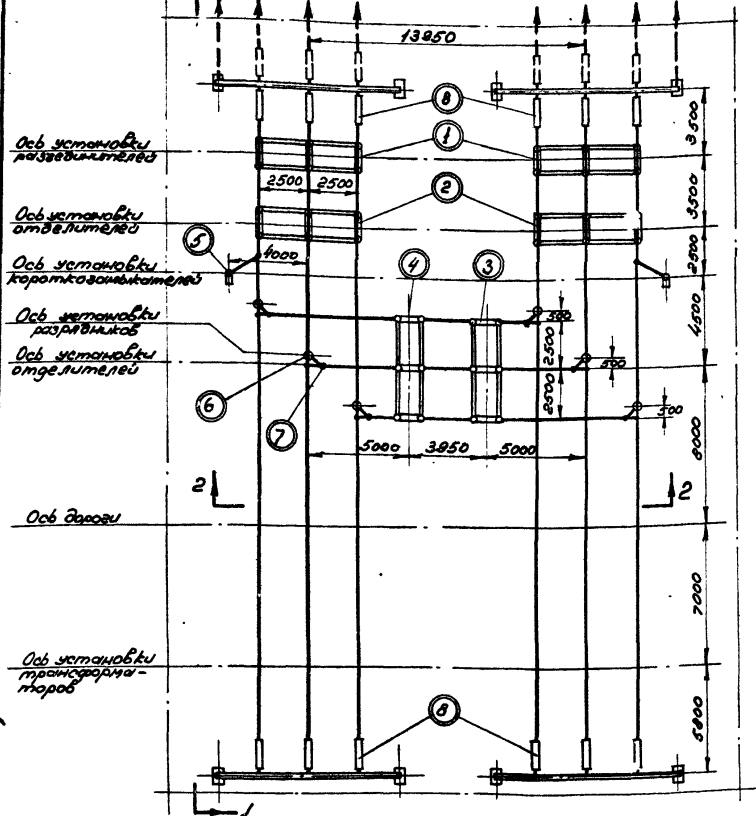 13950
8
3500
1
Ось установки
разъединителей
2500 2500
3500
2
Ось установки
отделителей
5
4000
2500
4
3
Ось установки
короткозамыкателей
4500
500
Ось установки
разрядников
2500
Ось установки
отделителей
500
6
2500
500
7
8000
5000 3950 5000
2 2
Ось дороги
7000
Ось установки
трансформа-
торов
5800
8
1